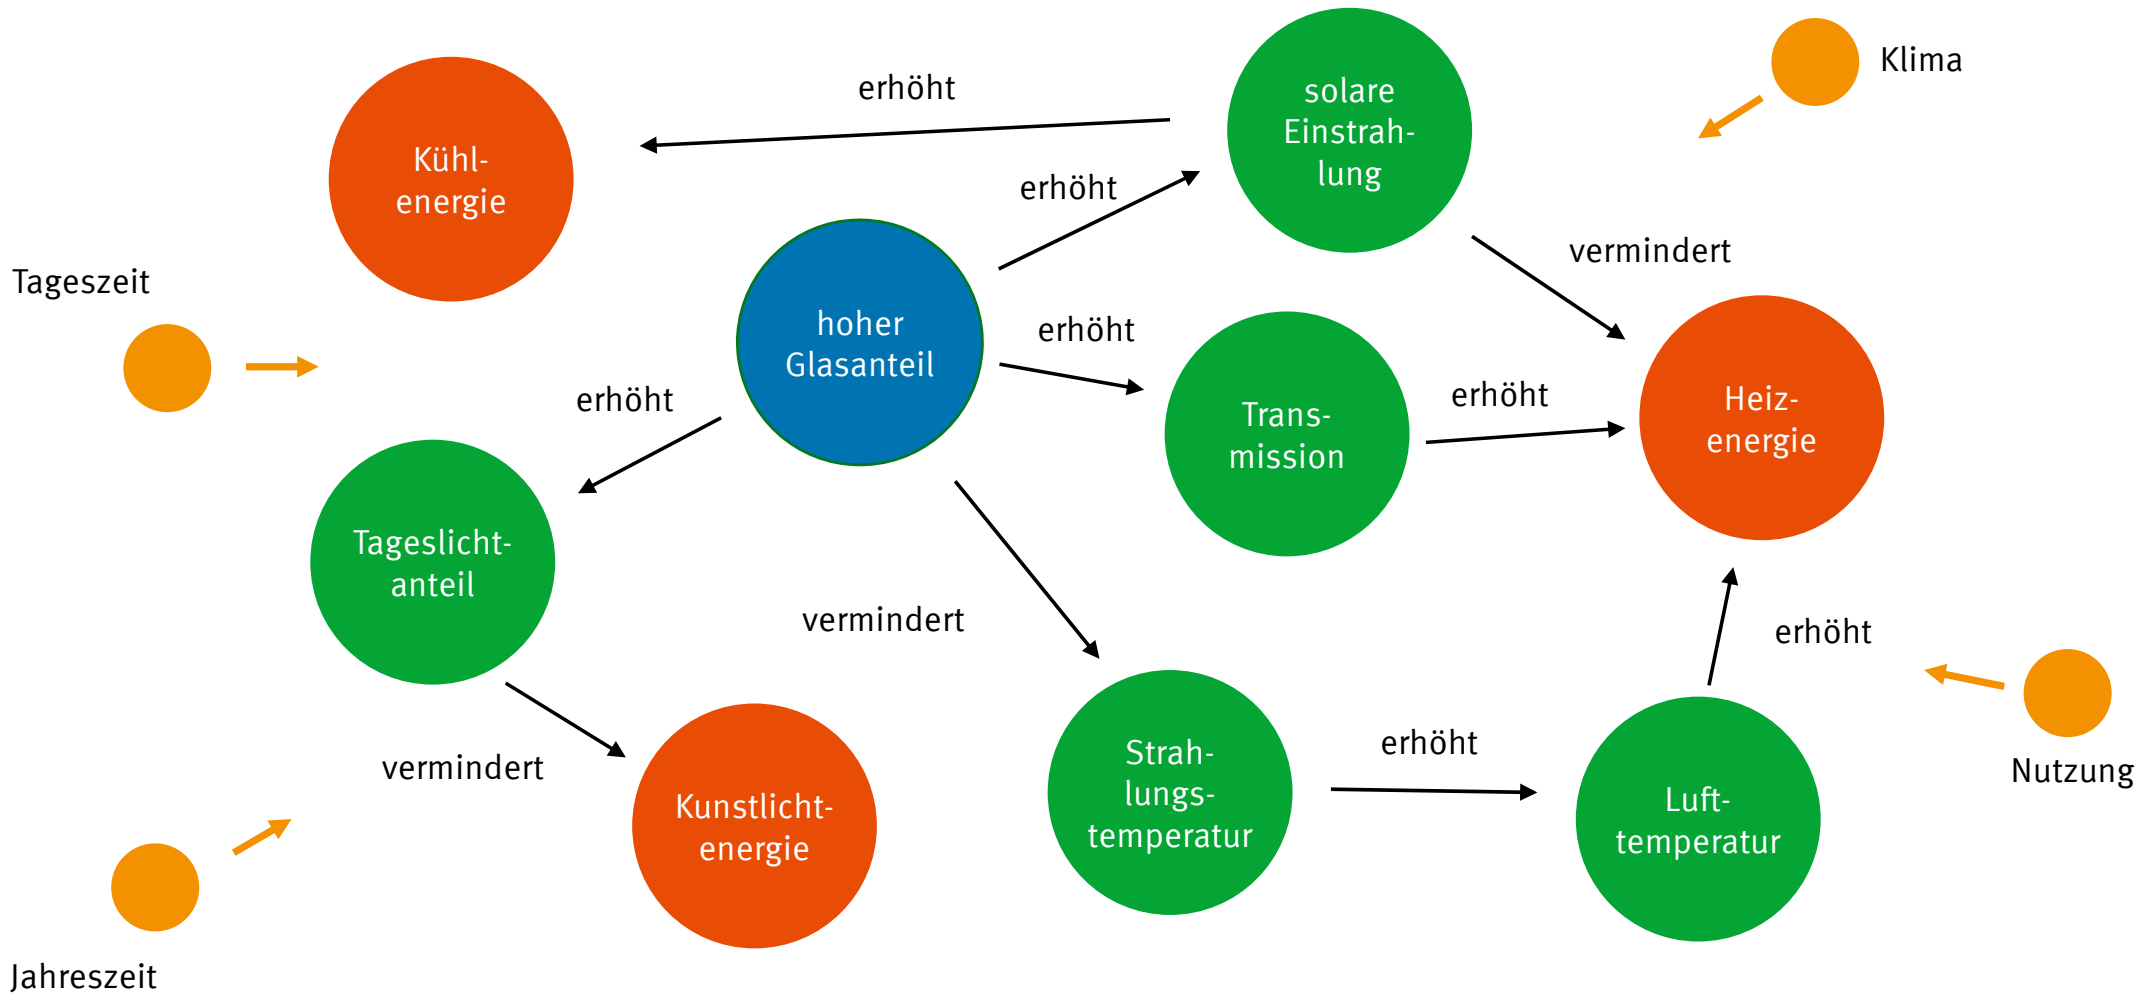 Klima
erhöht
solare
Einstrah-
lung
Kühl-
energie
erhöht
vermindert
Tageszeit
hoher
Glasanteil
erhöht
erhöht
erhöht
Trans-
mission
Heiz-
energie
Tageslicht-
anteil
vermindert
erhöht
vermindert
erhöht
Strah-
lungs-
temperatur
Nutzung
Kunstlicht-
energie
Luft-
temperatur
Jahreszeit